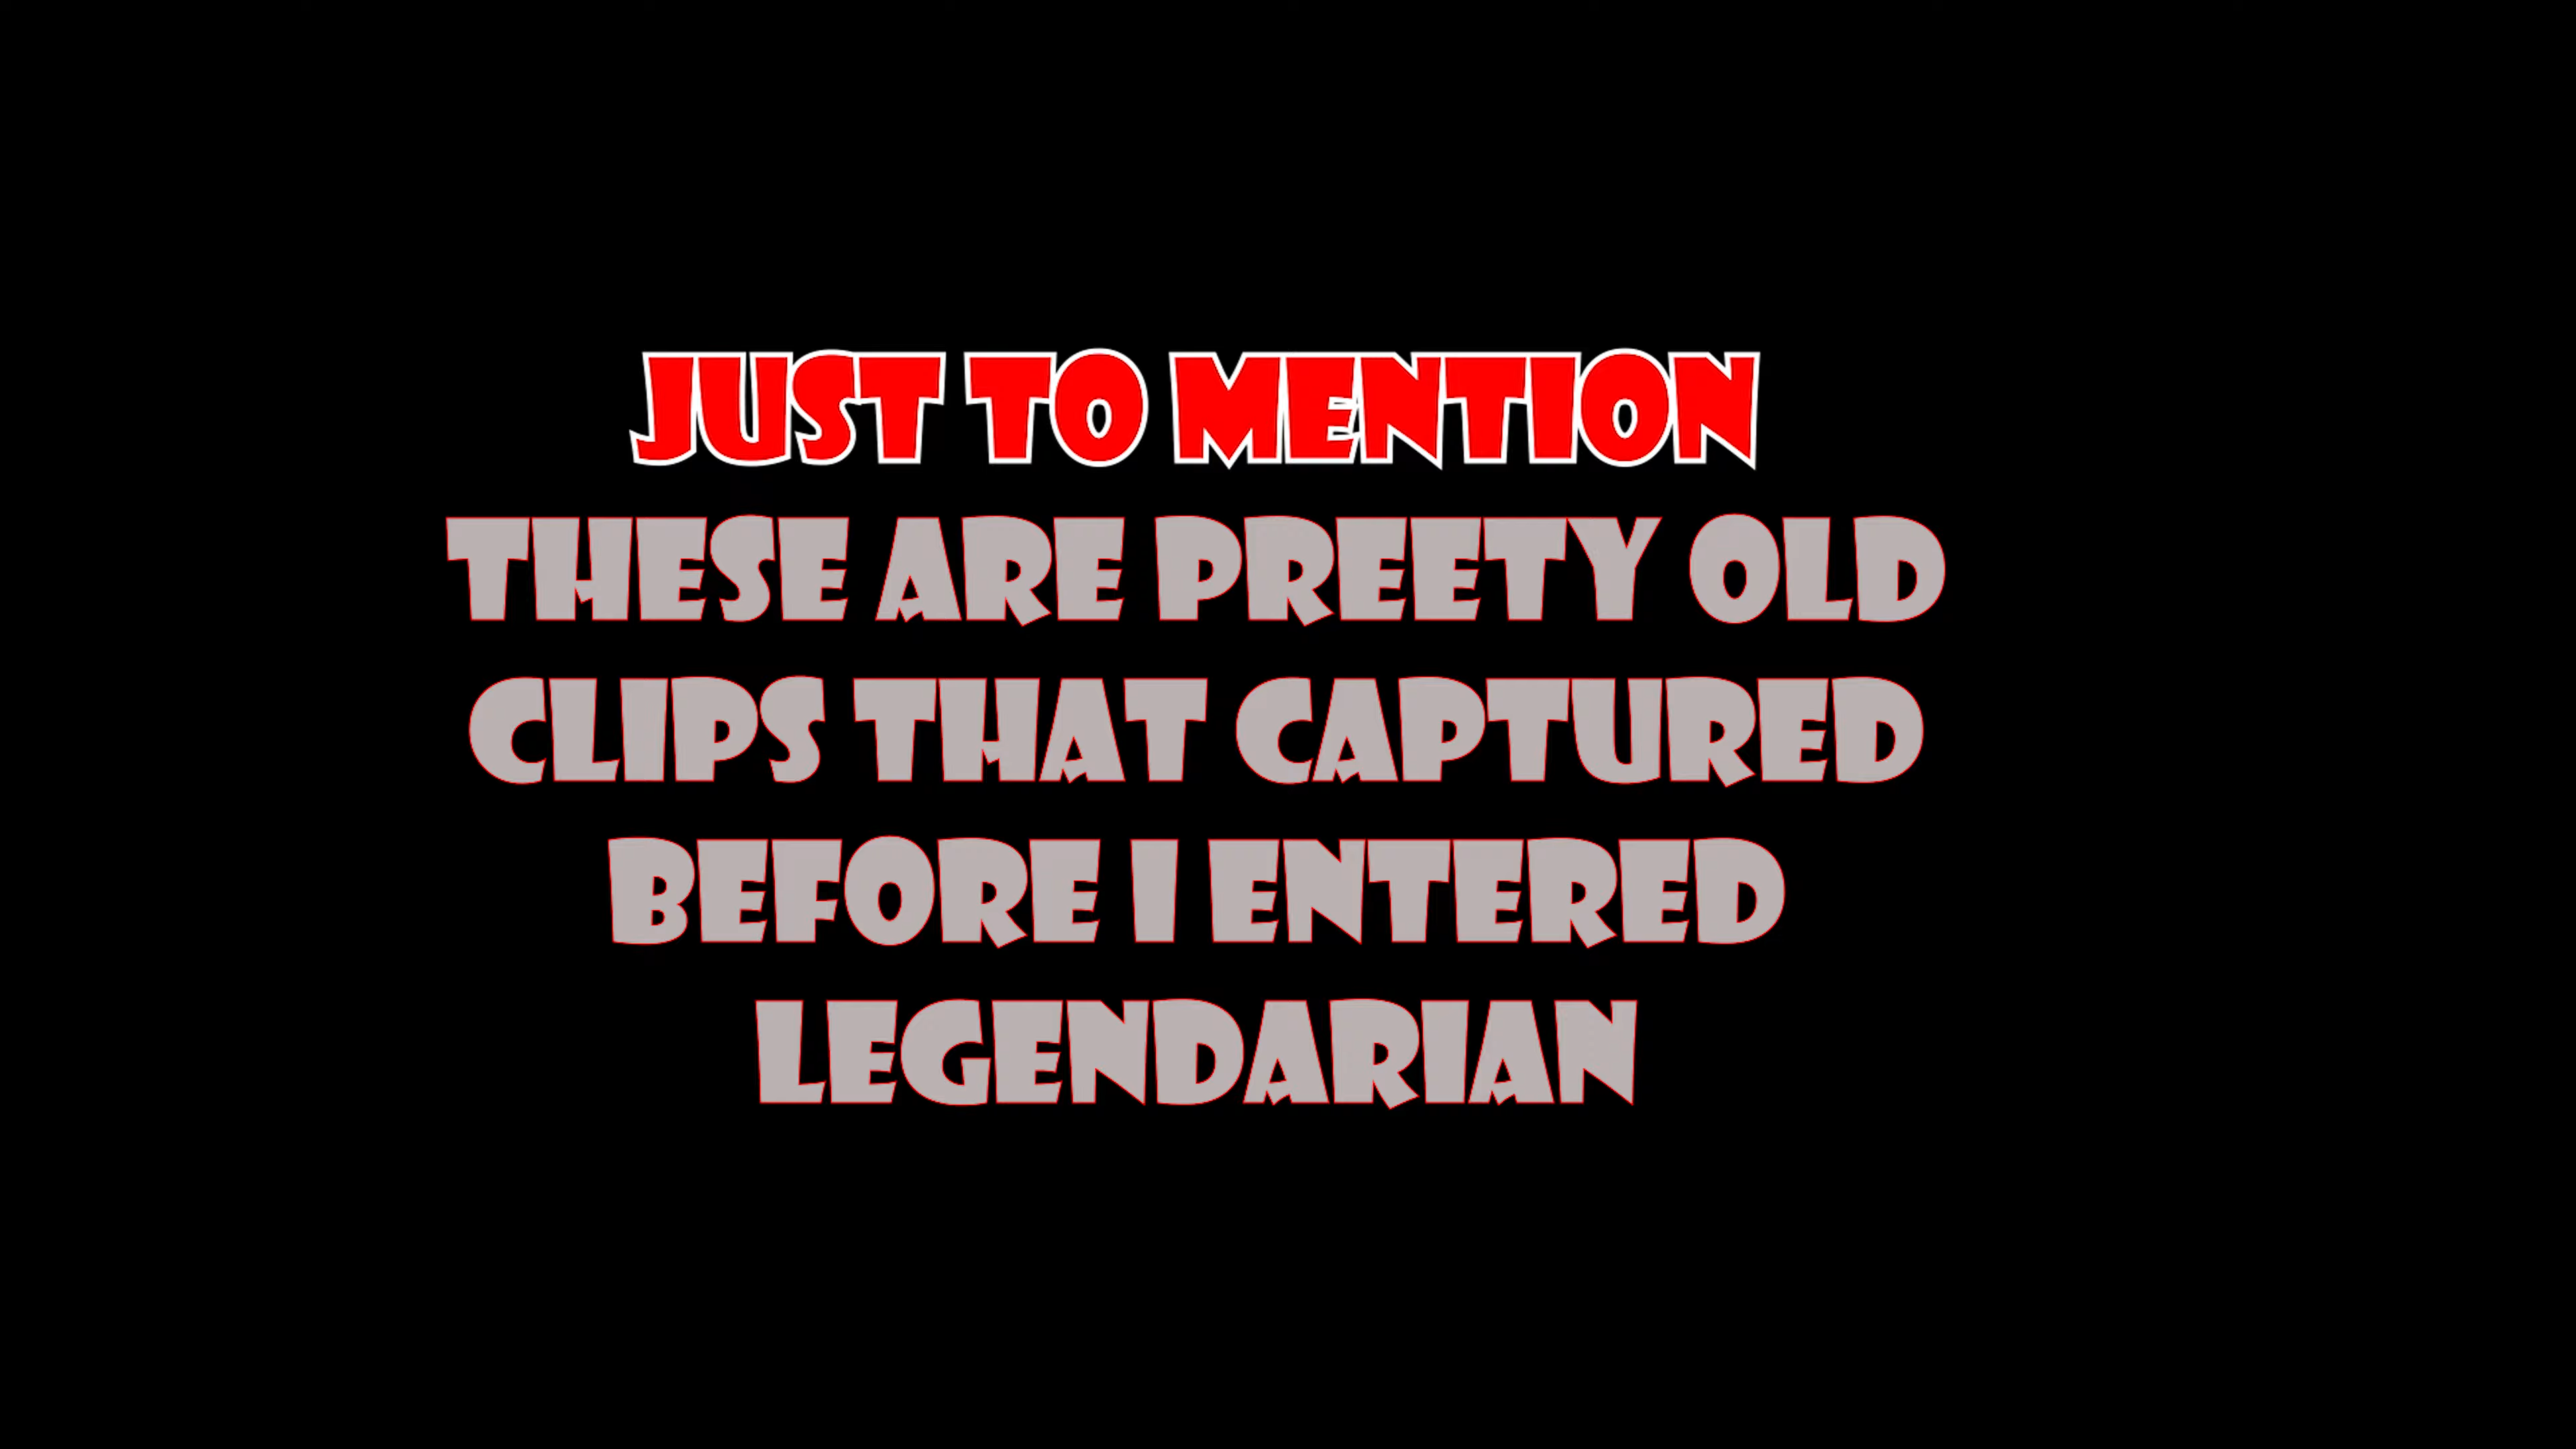 JUST TO MENTION
THESE ARE PREETY OLD
CLIPS THAT CAPTURED
BEFORE I ENTERED
LEGENDARIAN